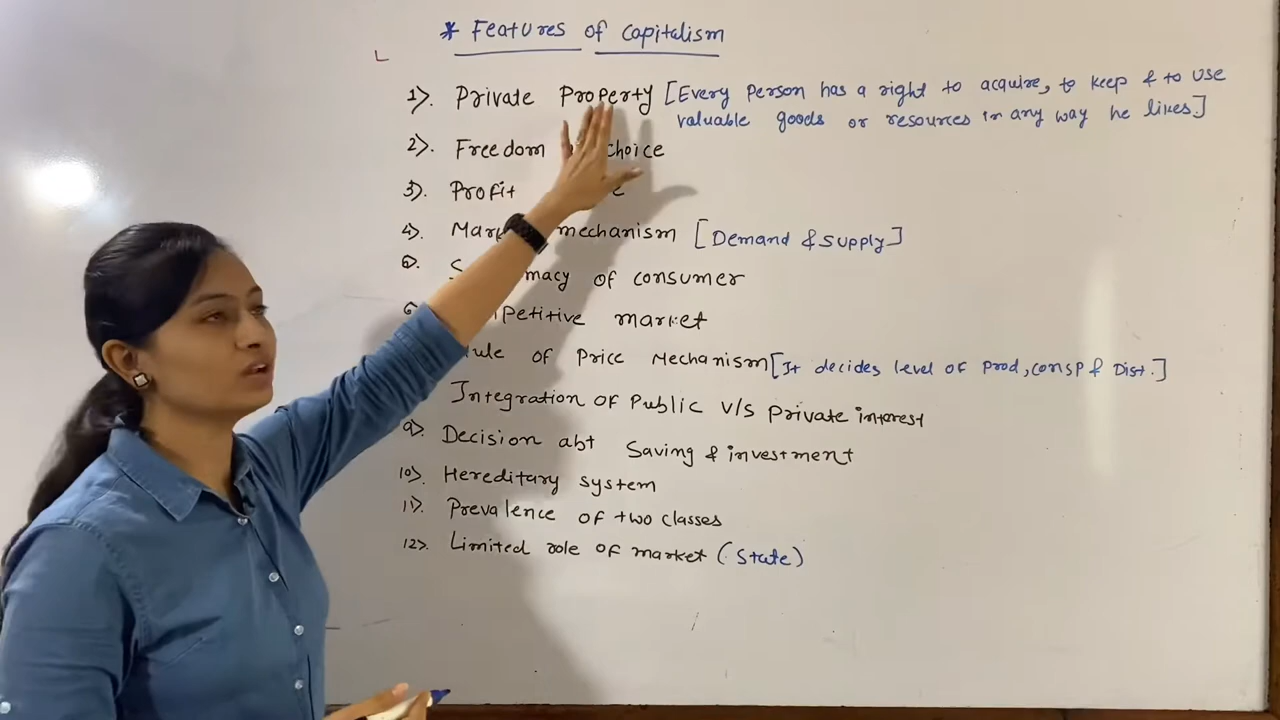 * Features of capitalism
1). Private Property [Every person has a right to acquire, to keep & to use
valuable goods or resources in any way he likes.]
2). Freedom choice
3). Profit
4). mechanism [Demand & supply]
of consumer
market
of Price Mechanism [It decides level of prod, consp & Dist.]
Integration of Public v/s private interest
9). Decision abt Saving & investment
10). Hereditary system
11). Prevalence of two classes
12). Limited role of market (State)